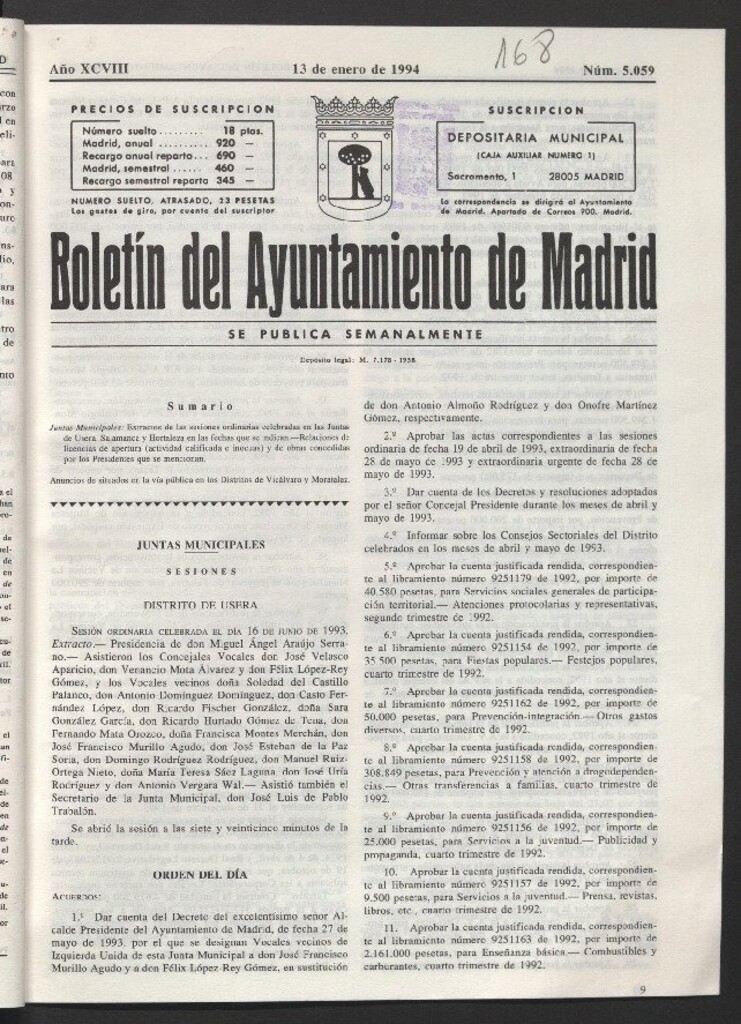 168
Año XCVIII
13 de enero de 1994
Núm. 5.059
PRECIOS DE SUSCRIPCION
Número suelto......... 18 ptas.
Madrid, anual ........... 920 —
Recargo anual reparto... 690 —
Madrid, semestral ...... 460 —
Recargo semestral reparto 345 —
NUMERO SUELTO, ATRASADO, 23 PESETAS
Los gastos de giro, por cuenta del suscriptor
SUSCRIPCION
DEPOSITARIA MUNICIPAL
(CAJA AUXILIAR NUMERO 1)
Sacramento, 1 28005 MADRID
La correspondencia se dirigirá al Ayuntamiento
de Madrid. Apartado de Correos 900. Madrid.
Boletín del Ayuntamiento de Madrid
SE PUBLICA SEMANALMENTE
Depósito legal: M. 7.178 - 1958
Sumario
Juntas Municipales: Extractos de las sesiones ordinarias celebradas en las Juntas
de Usera, Salamanca y Hortaleza en las fechas que se indican.—Relaciones de
licencias de apertura (actividad calificada e inocuas) y de obras concedidas
por los Presidentes que se mencionan.
Anuncios de situados en la vía pública en los Distritos de Vicálvaro y Moratalaz.
JUNTAS MUNICIPALES
SESIONES
DISTRITO DE USERA
SESIÓN ORDINARIA CELEBRADA EL DÍA 16 DE JUNIO DE 1993.
Extracto.— Presidencia de don Miguel Ángel Araújo Serra-
no.— Asistieron los Concejales Vocales don José Velasco
Aparicio, don Venancio Mota Álvarez y don Félix López-Rey
Gómez, y los Vocales vecinos doña Soledad del Castillo
Palanco, don Antonio Domínguez Domínguez, don Casto Fer-
nández López, don Ricardo Fischer González, doña Sara
González García, don Ricardo Hurtado Gómez de Tena, don
Fernando Mata Orozco, doña Francisca Montes Merchán, don
José Francisco Murillo Agudo, don José Esteban de la Paz
Soria, don Domingo Rodríguez Rodríguez, don Manuel Ruiz-
Ortega Nieto, doña María Teresa Sáez Laguna, don José Uría
Rodríguez y don Antonio Vergara Wal.— Asistió también el
Secretario de la Junta Municipal, don José Luis de Pablo
Trabalón.
Se abrió la sesión a las siete y veinticinco minutos de la
tarde.
ORDEN DEL DÍA
ACUERDOS:
1.º Dar cuenta del Decreto del excelentísimo señor Al-
calde Presidente del Ayuntamiento de Madrid, de fecha 27 de
mayo de 1993, por el que se designan Vocales vecinos de
Izquierda Unida de esta Junta Municipal a don José Francisco
Murillo Agudo y a don Félix López Rey Gómez, en sustitución
de don Antonio Almoño Rodríguez y don Onofre Martínez
Gómez, respectivamente.
2.º Aprobar las actas correspondientes a las sesiones
ordinaria de fecha 19 de abril de 1993, extraordinaria de fecha
28 de mayo de 1993 y extraordinaria urgente de fecha 28 de
mayo de 1993.
3.º Dar cuenta de los Decretos y resoluciones adoptados
por el señor Concejal Presidente durante los meses de abril y
mayo de 1993.
4.º Informar sobre los Consejos Sectoriales del Distrito
celebrados en los meses de abril y mayo de 1993.
5.º Aprobar la cuenta justificada rendida, correspondien-
te al libramiento número 9251179 de 1992, por importe de
40.580 pesetas, para Servicios sociales generales de participa-
ción territorial.— Atenciones protocolarias y representativas,
segundo trimestre de 1992.
6.º Aprobar la cuenta justificada rendida, correspondien-
te al libramiento número 9251154 de 1992, por importe de
35.500 pesetas, para Fiestas populares.— Festejos populares,
cuarto trimestre de 1992.
7.º Aprobar la cuenta justificada rendida, correspondien-
te al libramiento número 9251162 de 1992, por importe de
50.000 pesetas, para Prevención-integración.— Otros gastos
diversos, cuarto trimestre de 1992.
8.º Aprobar la cuenta justificada rendida, correspondien-
te al libramiento número 9251158 de 1992, por importe de
308.849 pesetas, para Prevención y atención a drogodependen-
cias.— Otras transferencias a familias, cuarto trimestre de
1992.
9.º Aprobar la cuenta justificada rendida, correspondien-
te al libramiento número 9251156 de 1992, por importe de
25.000 pesetas, para Servicios a la juventud.— Publicidad y
propaganda, cuarto trimestre de 1992.
10. Aprobar la cuenta justificada rendida, correspondien-
te al libramiento número 9251157 de 1992, por importe de
9.500 pesetas, para Servicios a la juventud.— Prensa, revistas,
libros, etc., cuarto trimestre de 1992.
11. Aprobar la cuenta justificada rendida, correspondien-
te al libramiento número 9251163 de 1992, por importe de
2.161.000 pesetas, para Enseñanza básica.— Combustibles y
carburantes, cuarto trimestre de 1992.
9